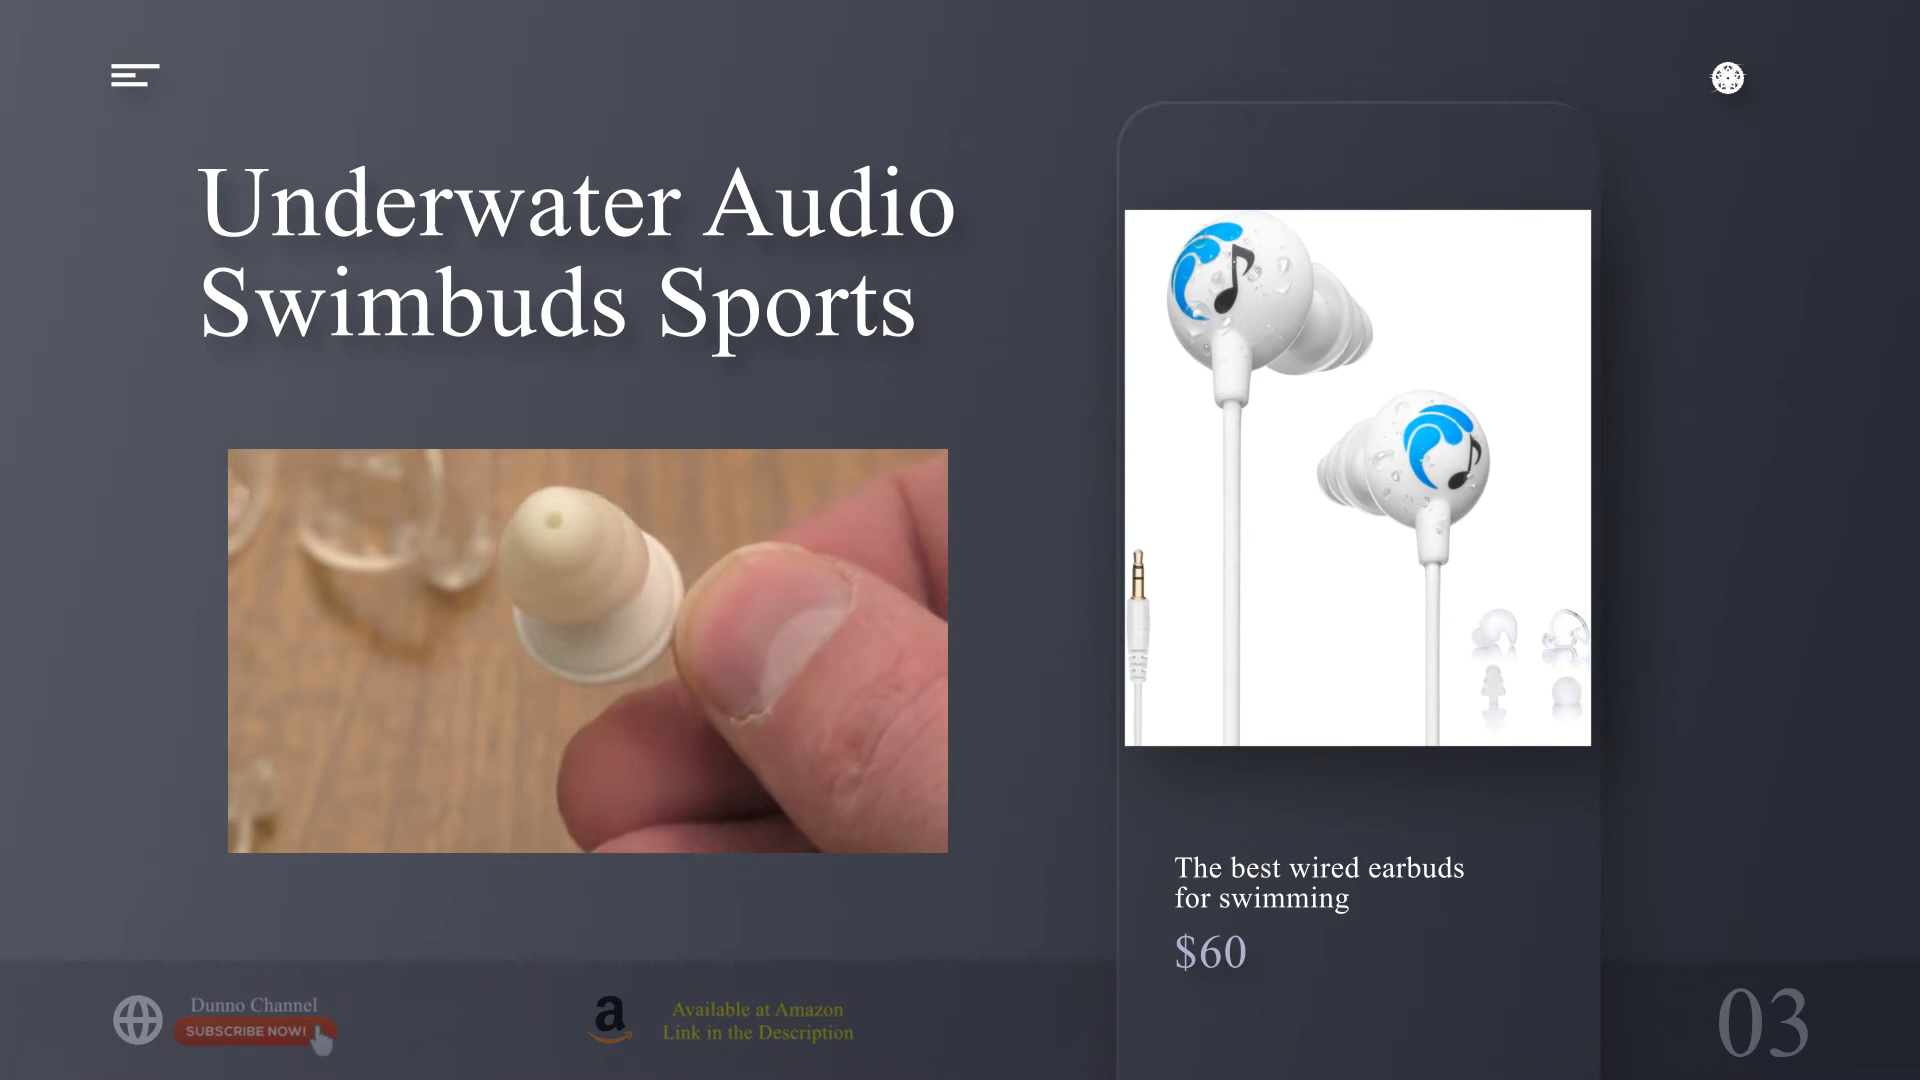 Underwater Audio
Swimbuds Sports
The best wired earbuds
for swimming
$60
Dunno Channel
SUBSCRIBE NOW!
a
Available at Amazon
Link in the Description
03